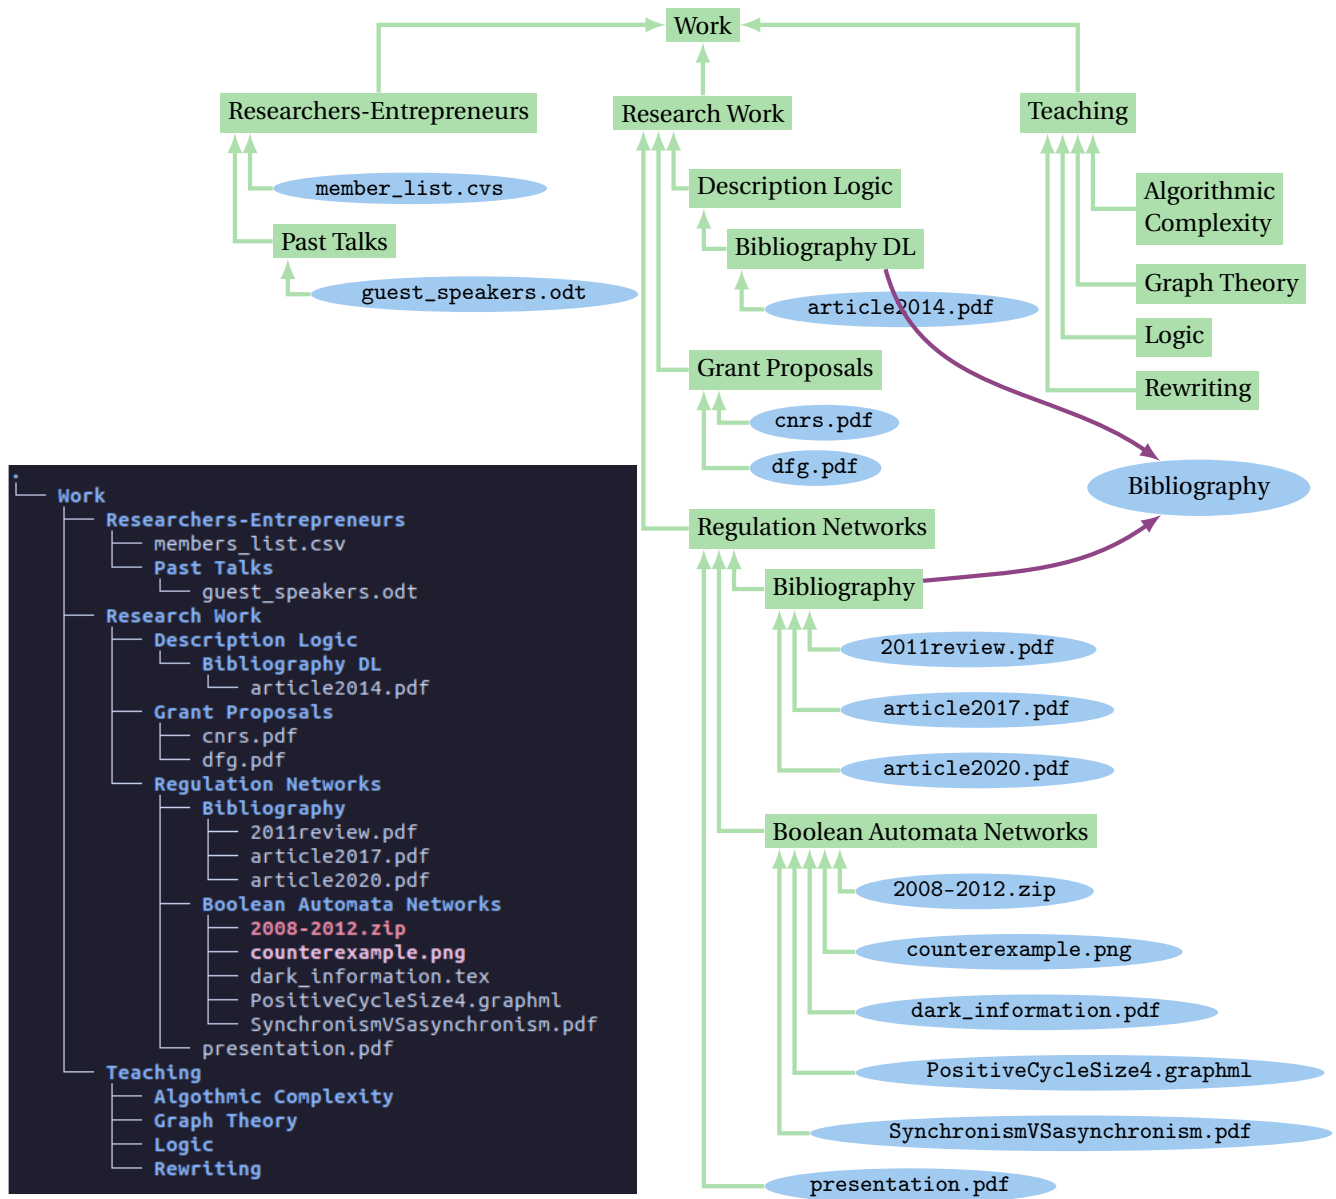 Work
Researchers-Entrepreneurs
member_list.cvs
Past Talks
guest_speakers.odt
Research Work
Description Logic
Bibliography DL
article2014.pdf
Grant Proposals
cnrs.pdf
dfg.pdf
Regulation Networks
Bibliography
2011review.pdf
article2017.pdf
article2020.pdf
Boolean Automata Networks
2008-2012.zip
counterexample.png
dark_information.pdf
PositiveCycleSize4.graphml
SynchronismVSasynchronism.pdf
presentation.pdf
Teaching
Algorithmic
Complexity
Graph Theory
Logic
Rewriting
Bibliography
.
Work
Researchers-Entrepreneurs
members_list.csv
Past Talks
guest_speakers.odt
Research Work
Description Logic
Bibliography DL
article2014.pdf
Grant Proposals
cnrs.pdf
dfg.pdf
Regulation Networks
Bibliography
2011review.pdf
article2017.pdf
article2020.pdf
Boolean Automata Networks
2008-2012.zip
counterexample.png
dark_information.tex
PositiveCycleSize4.graphml
SynchronismVSasynchronism.pdf
presentation.pdf
Teaching
Algothmic Complexity
Graph Theory
Logic
Rewriting